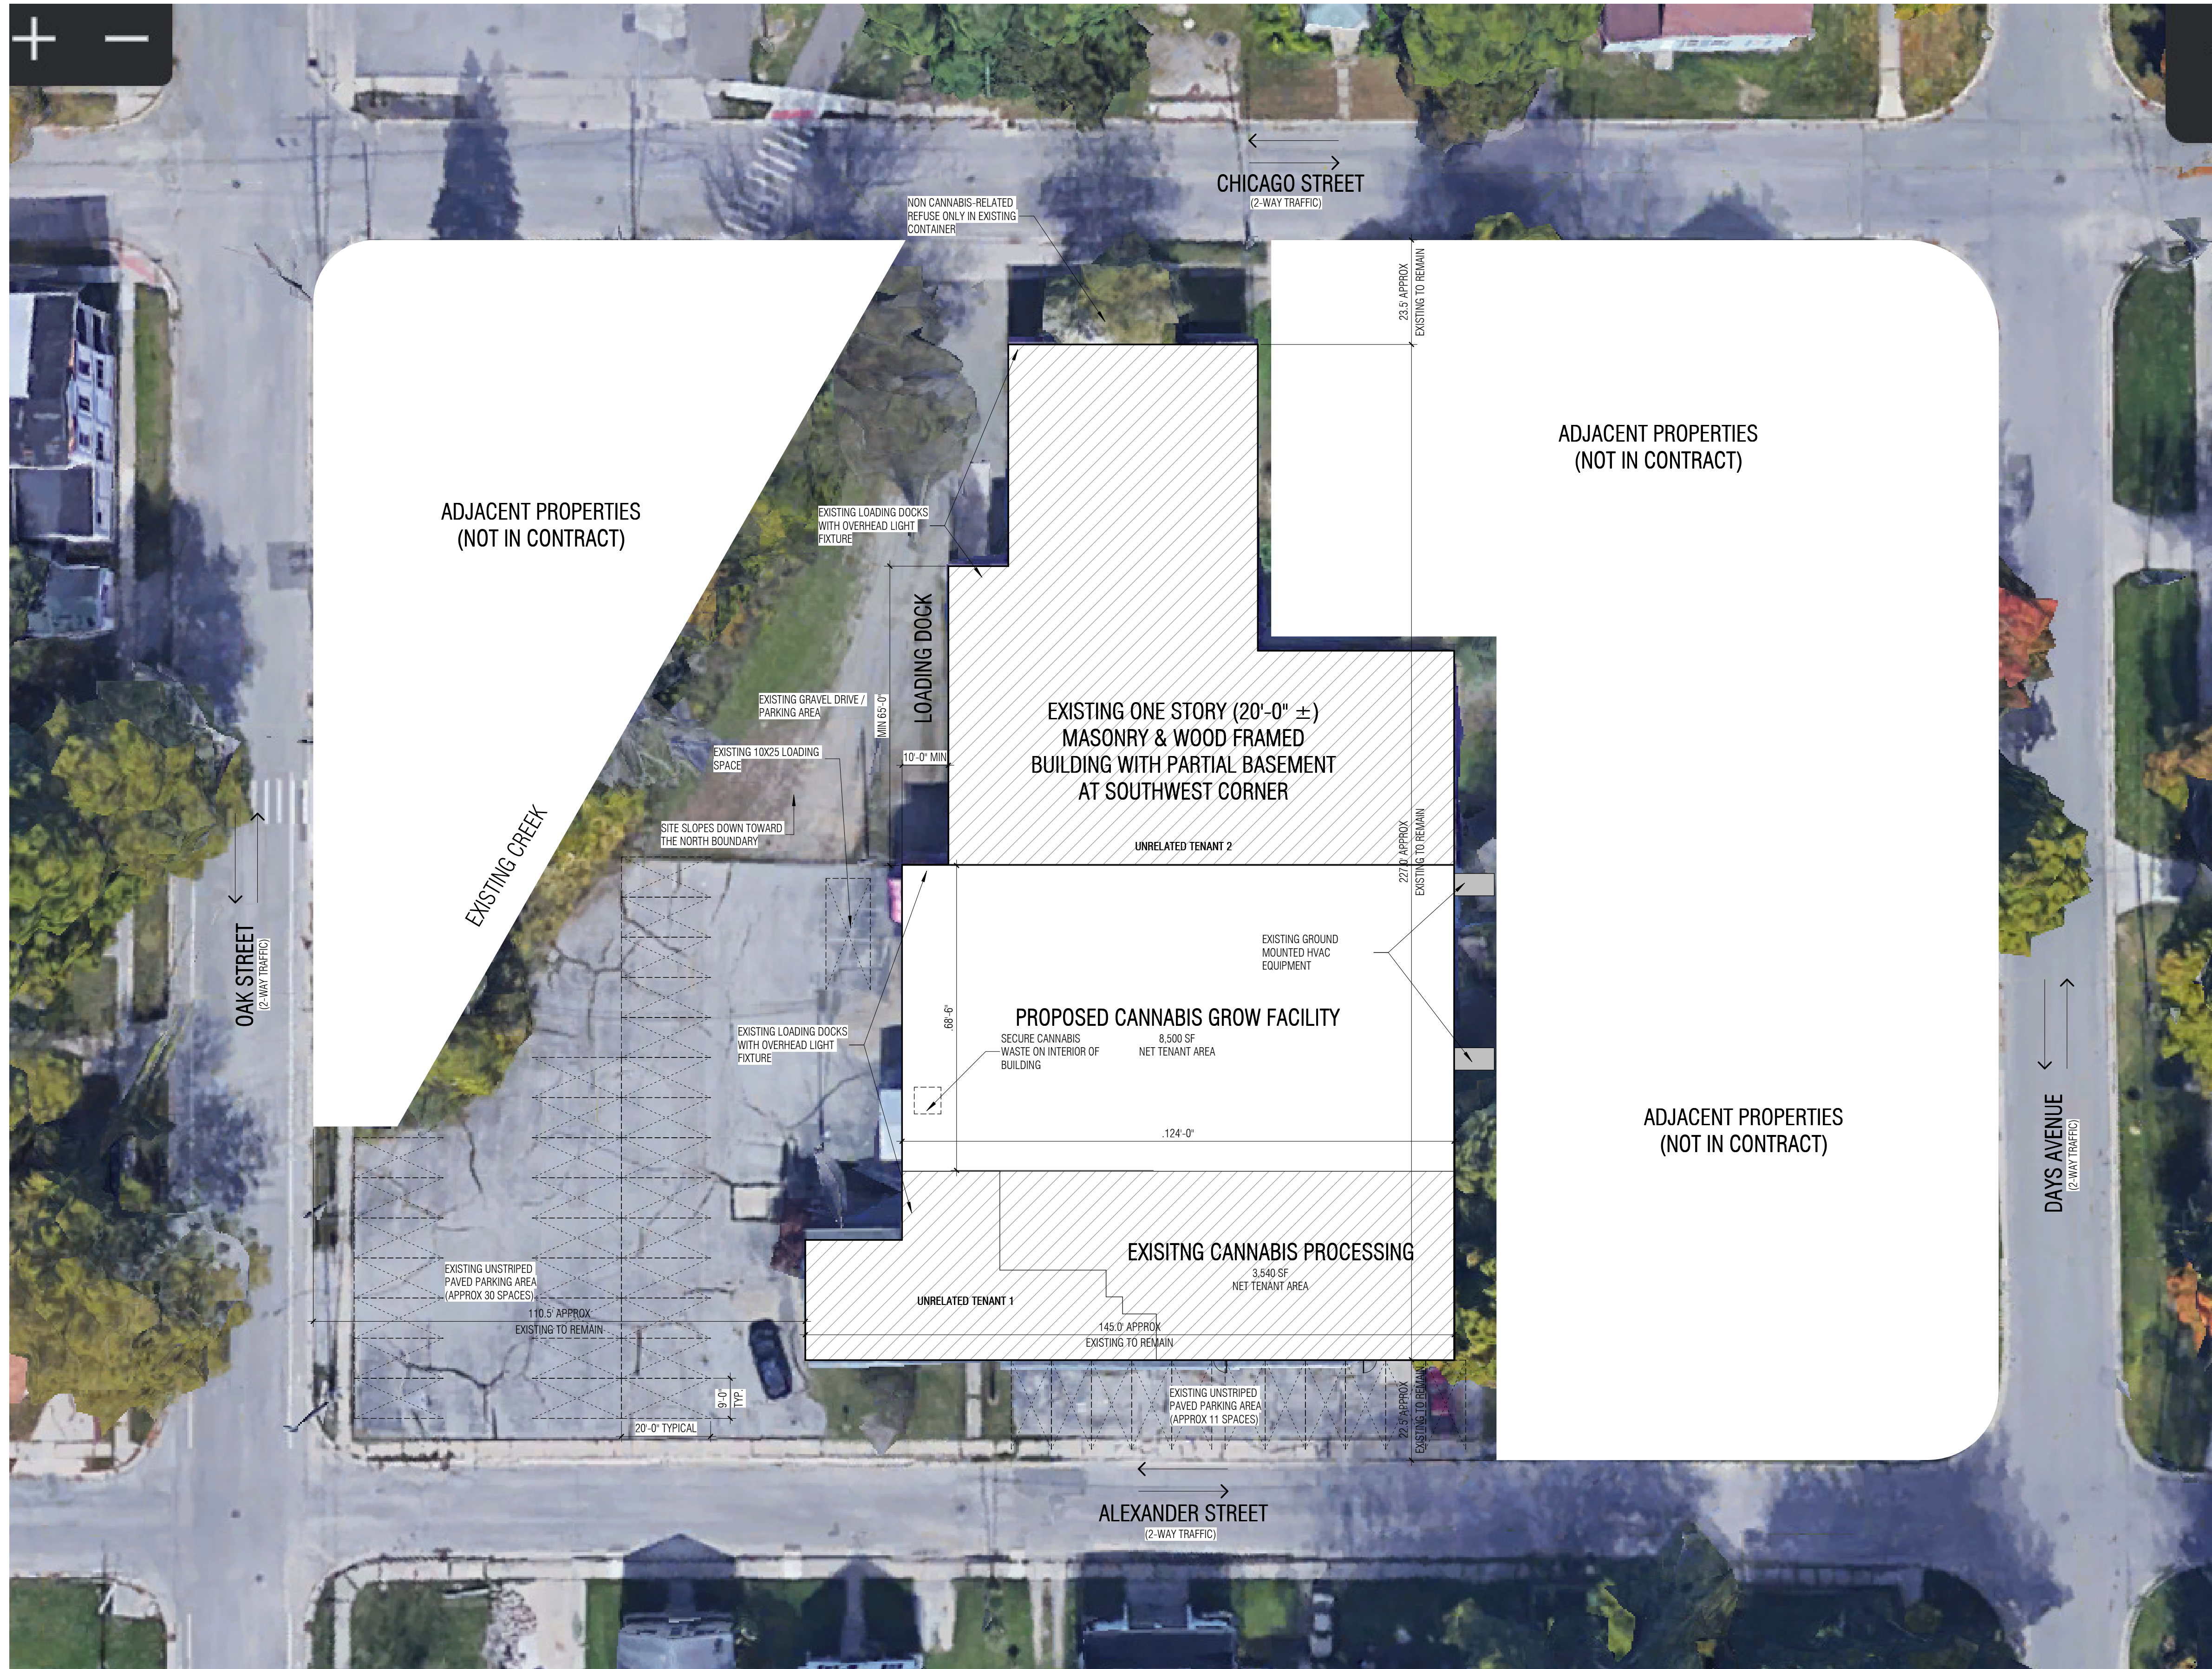 CHICAGO STREET
(2-WAY TRAFFIC)
NON CANNABIS-RELATED
REFUSE ONLY IN EXISTING
CONTAINER
23.5' APPROX
EXISTING TO REMAIN
ADJACENT PROPERTIES
(NOT IN CONTRACT)
ADJACENT PROPERTIES
(NOT IN CONTRACT)
EXISTING LOADING DOCKS
WITH OVERHEAD LIGHT
FIXTURE
LOADING DOCK
MIN 65'-0"
EXISTING GRAVEL DRIVE /
PARKING AREA
EXISTING 10X25 LOADING
SPACE
10'-0" MIN
EXISTING ONE STORY (20'-0" ±)
MASONRY & WOOD FRAMED
BUILDING WITH PARTIAL BASEMENT
AT SOUTHWEST CORNER
SITE SLOPES DOWN TOWARD
THE NORTH BOUNDARY
UNRELATED TENANT 2
227.0' APPROX
EXISTING TO REMAIN
EXISTING CREEK
OAK STREET
(2-WAY TRAFFIC)
EXISTING GROUND
MOUNTED HVAC
EQUIPMENT
.68'-6"
PROPOSED CANNABIS GROW FACILITY
8,500 SF
NET TENANT AREA
SECURE CANNABIS
WASTE ON INTERIOR OF
BUILDING
EXISTING LOADING DOCKS
WITH OVERHEAD LIGHT
FIXTURE
.124'-0"
ADJACENT PROPERTIES
(NOT IN CONTRACT)
DAYS AVENUE
(2-WAY TRAFFIC)
EXISITNG CANNABIS PROCESSING
3,540 SF
NET TENANT AREA
EXISTING UNSTRIPED
PAVED PARKING AREA
(APPROX 30 SPACES)
UNRELATED TENANT 1
110.5' APPROX
EXISTING TO REMAIN
145.0' APPROX
EXISTING TO REMAIN
9'-0"
TYP.
20'-0" TYPICAL
EXISTING UNSTRIPED
PAVED PARKING AREA
(APPROX 11 SPACES)
22.5' APPROX
EXISTING TO REMAIN
ALEXANDER STREET
(2-WAY TRAFFIC)